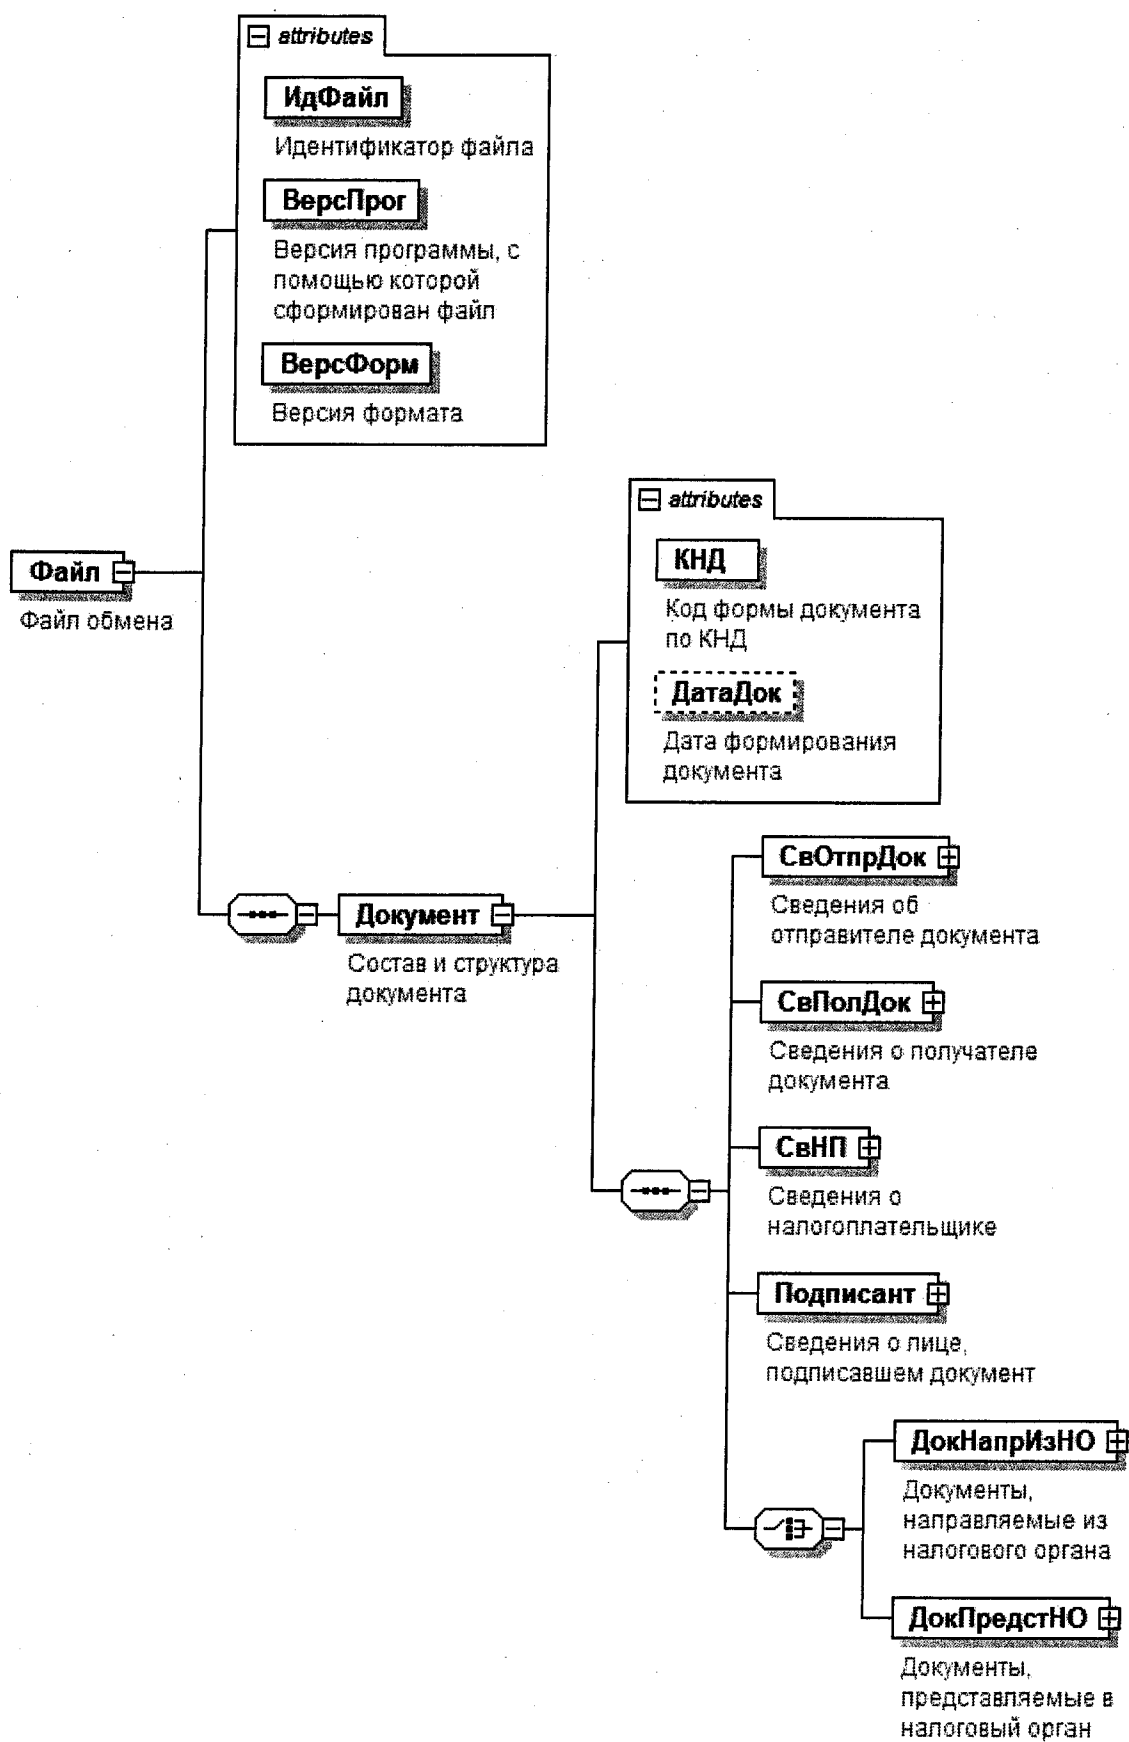 attributes
ИдФайл
Идентификатор файла
ВерсПрог
Версия программы, с
помощью которой
сформирован файл
ВерсФорм
Версия формата
Файл
Файл обмена
attributes
КНД
Код формы документа
по КНД
ДатаДок
Дата формирования
документа
Документ
Состав и структура
документа
СвОтпрДок
Сведения об
отправителе документа
СвПолДок
Сведения о получателе
документа
СвНП
Сведения о
налогоплательщике
Подписант
Сведения о лице,
подписавшем документ
ДокНапрИзНО
Документы,
направляемые из
налогового органа
ДокПредстНО
Документы,
представляемые в
налоговый орган